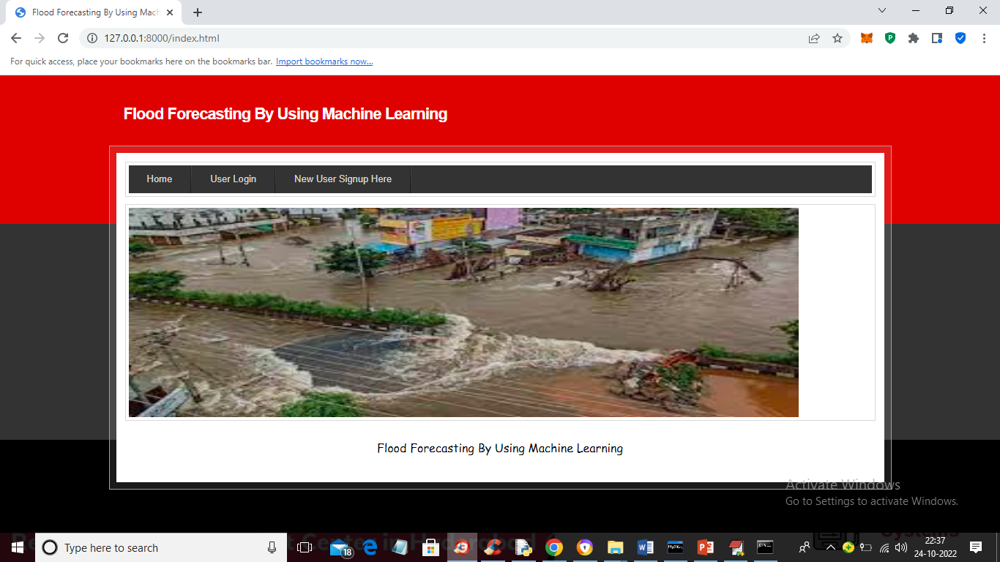 Flood Forecasting By Using Mach
127.0.0.1:8000/index.html
For quick access, place your bookmarks here on the bookmarks bar. Import bookmarks now...
Flood Forecasting By Using Machine Learning
Home User Login New User Signup Here
Flood Forecasting By Using Machine Learning
Activate Windows
Go to Settings to activate Windows.
Type here to search
18
22:37
24-10-2022